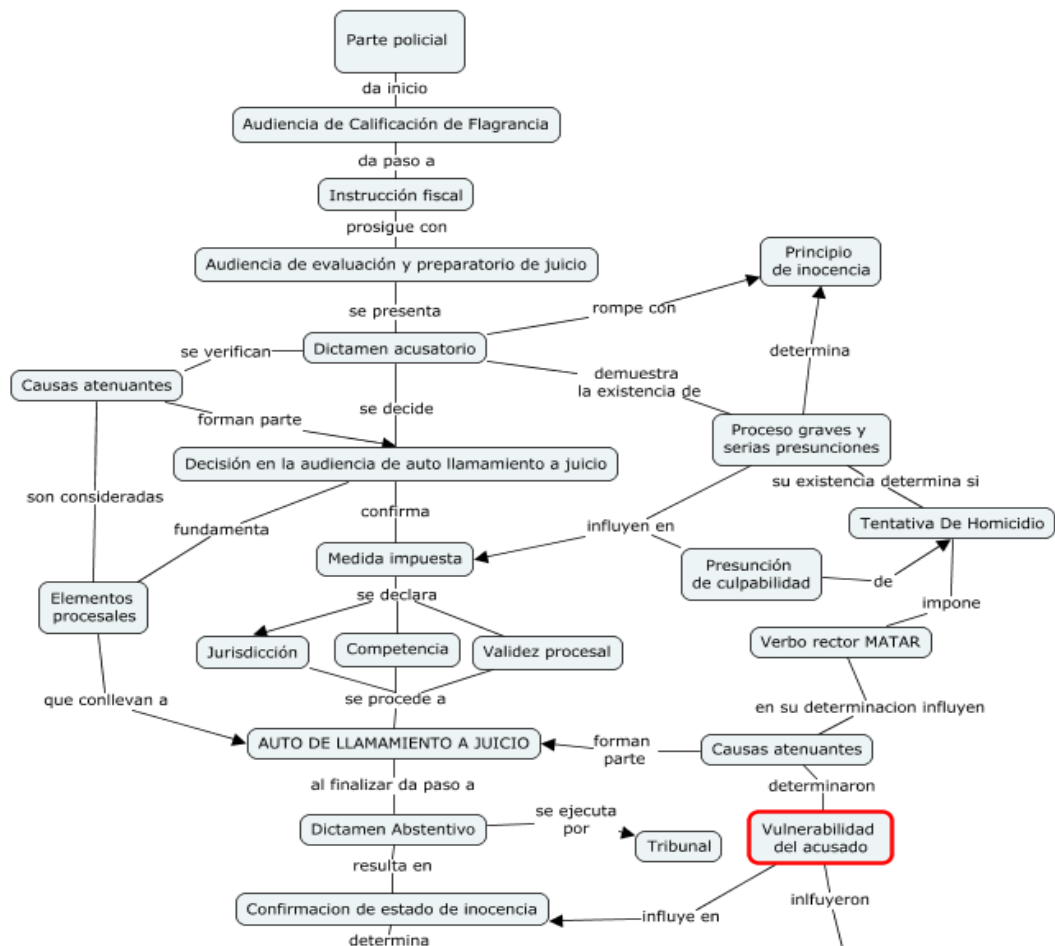 Parte policial
da inicio
Audiencia de Calificación de Flagrancia
da paso a
Instrucción fiscal
prosigue con
Audiencia de evaluación y preparatorio de juicio
Principio
de inocencia
se presenta
rompe con
Dictamen acusatorio
se verifican
determina
demuestra
la existencia de
Causas atenuantes
se decide
forman parte
Proceso graves y
serias presunciones
Decisión en la audiencia de auto llamamiento a juicio
su existencia determina si
son consideradas
fundamenta
confirma
influyen en
Tentativa De Homicidio
Medida impuesta
Presunción
de culpabilidad
de
Elementos
procesales
se declara
impone
Jurisdicción
Competencia
Validez procesal
Verbo rector MATAR
que conllevan a
se procede a
en su determinacion influyen
AUTO DE LLAMAMIENTO A JUICIO
forman
parte
Causas atenuantes
al finalizar da paso a
determinaron
Dictamen Abstentivo
se ejecuta
por
Tribunal
Vulnerabilidad
del acusado
resulta en
inlfuyeron
Confirmacion de estado de inocencia
influye en
determina